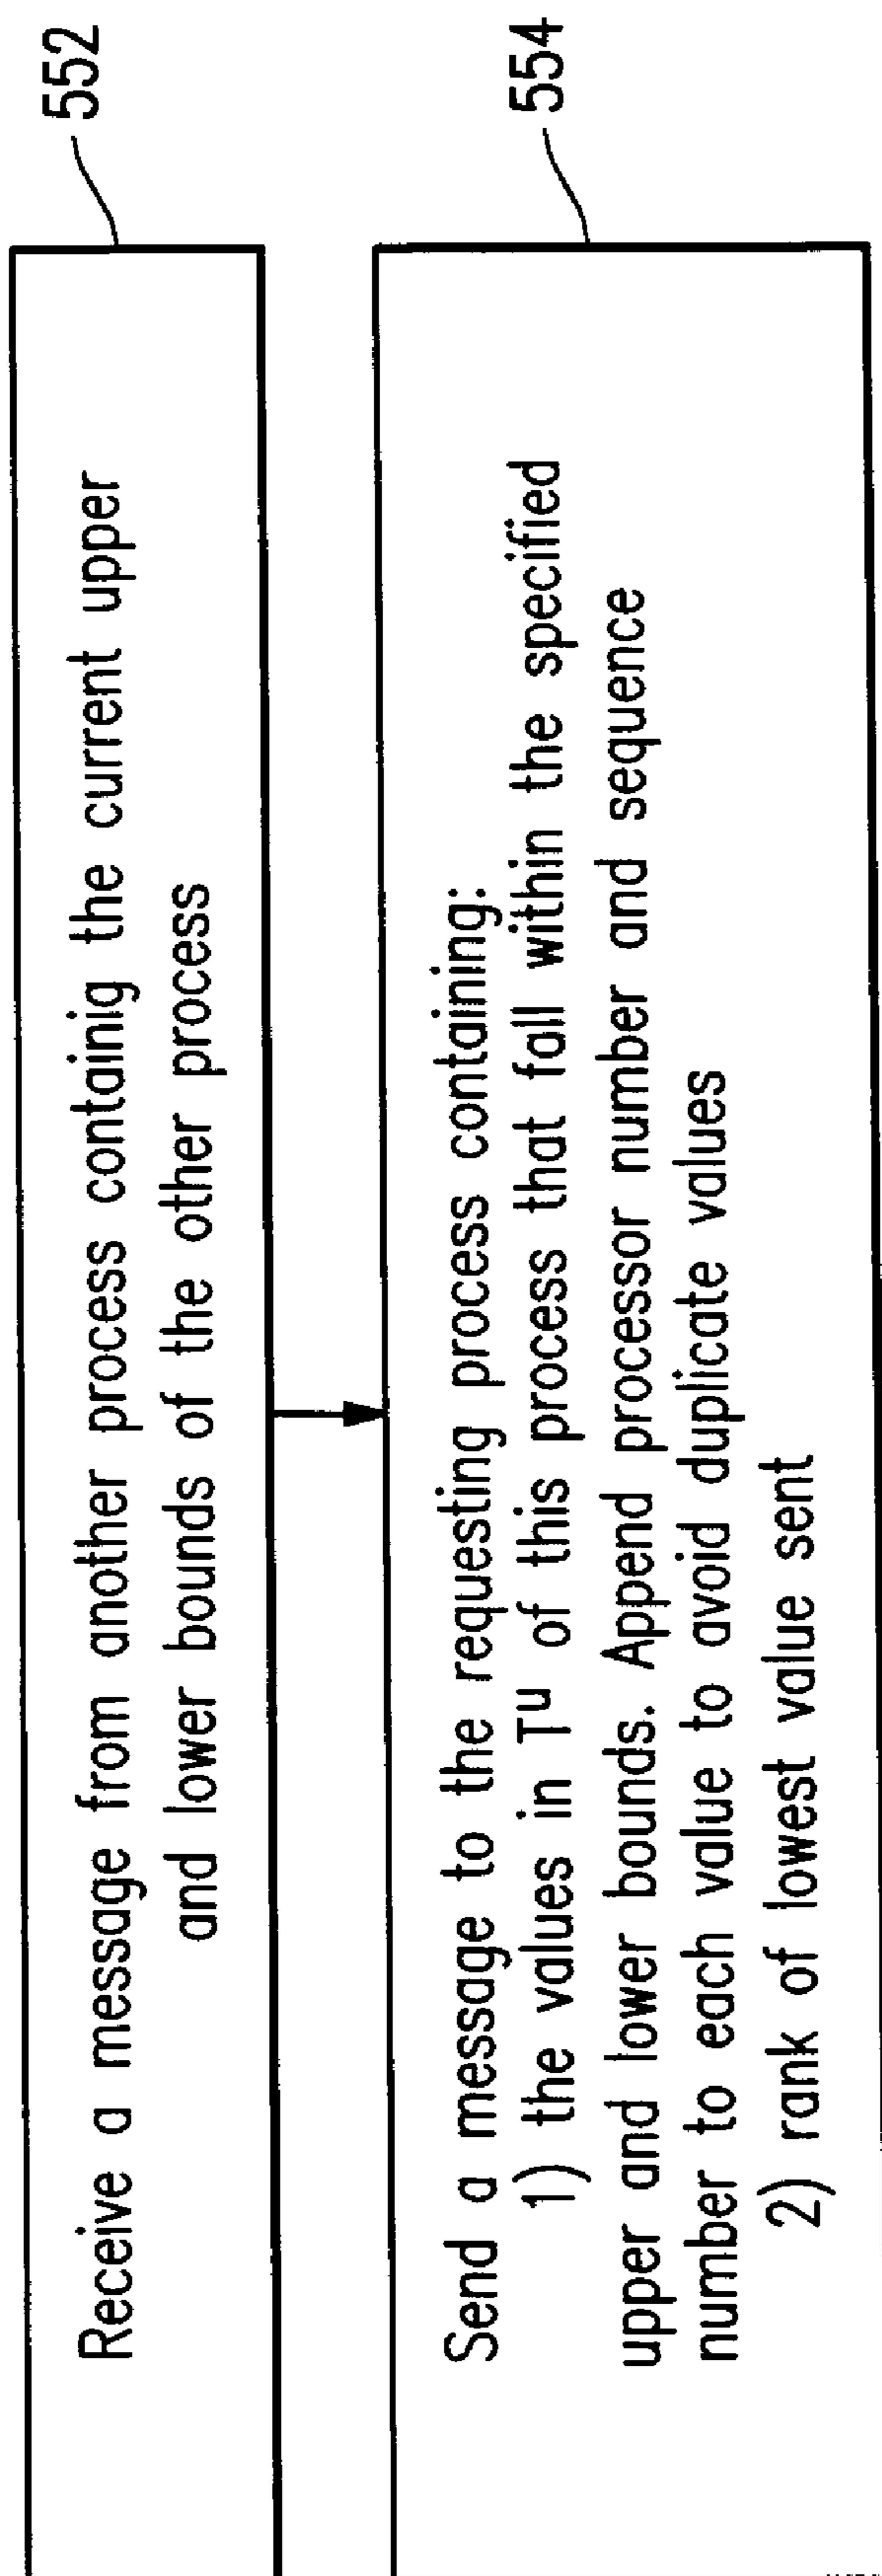 552
Receive a message from another process containig the current upper
and lower bounds of the other process
554
Send a message to the requesting process containing:
1) the values in Tᵘ of this process that fall within the specified
upper and lower bounds. Append processor number and sequence
number to each value to avoid duplicate values
2) rank of lowest value sent